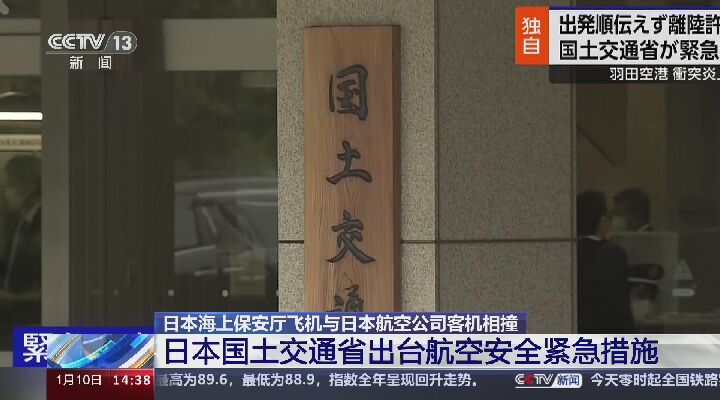 CCTV 13
新闻
独自
出発順伝えず離陸許
国土交通省が緊急
羽田空港 衝突炎上
国土交通
日本海上保安厅飞机与日本航空公司客机相撞
緊
日本国土交通省出台航空安全紧急措施
1月10日 14:38 最高为89.6，最低为88.9，指数全年呈现回升走势。 CCTV 新闻 今天零时起全国铁路